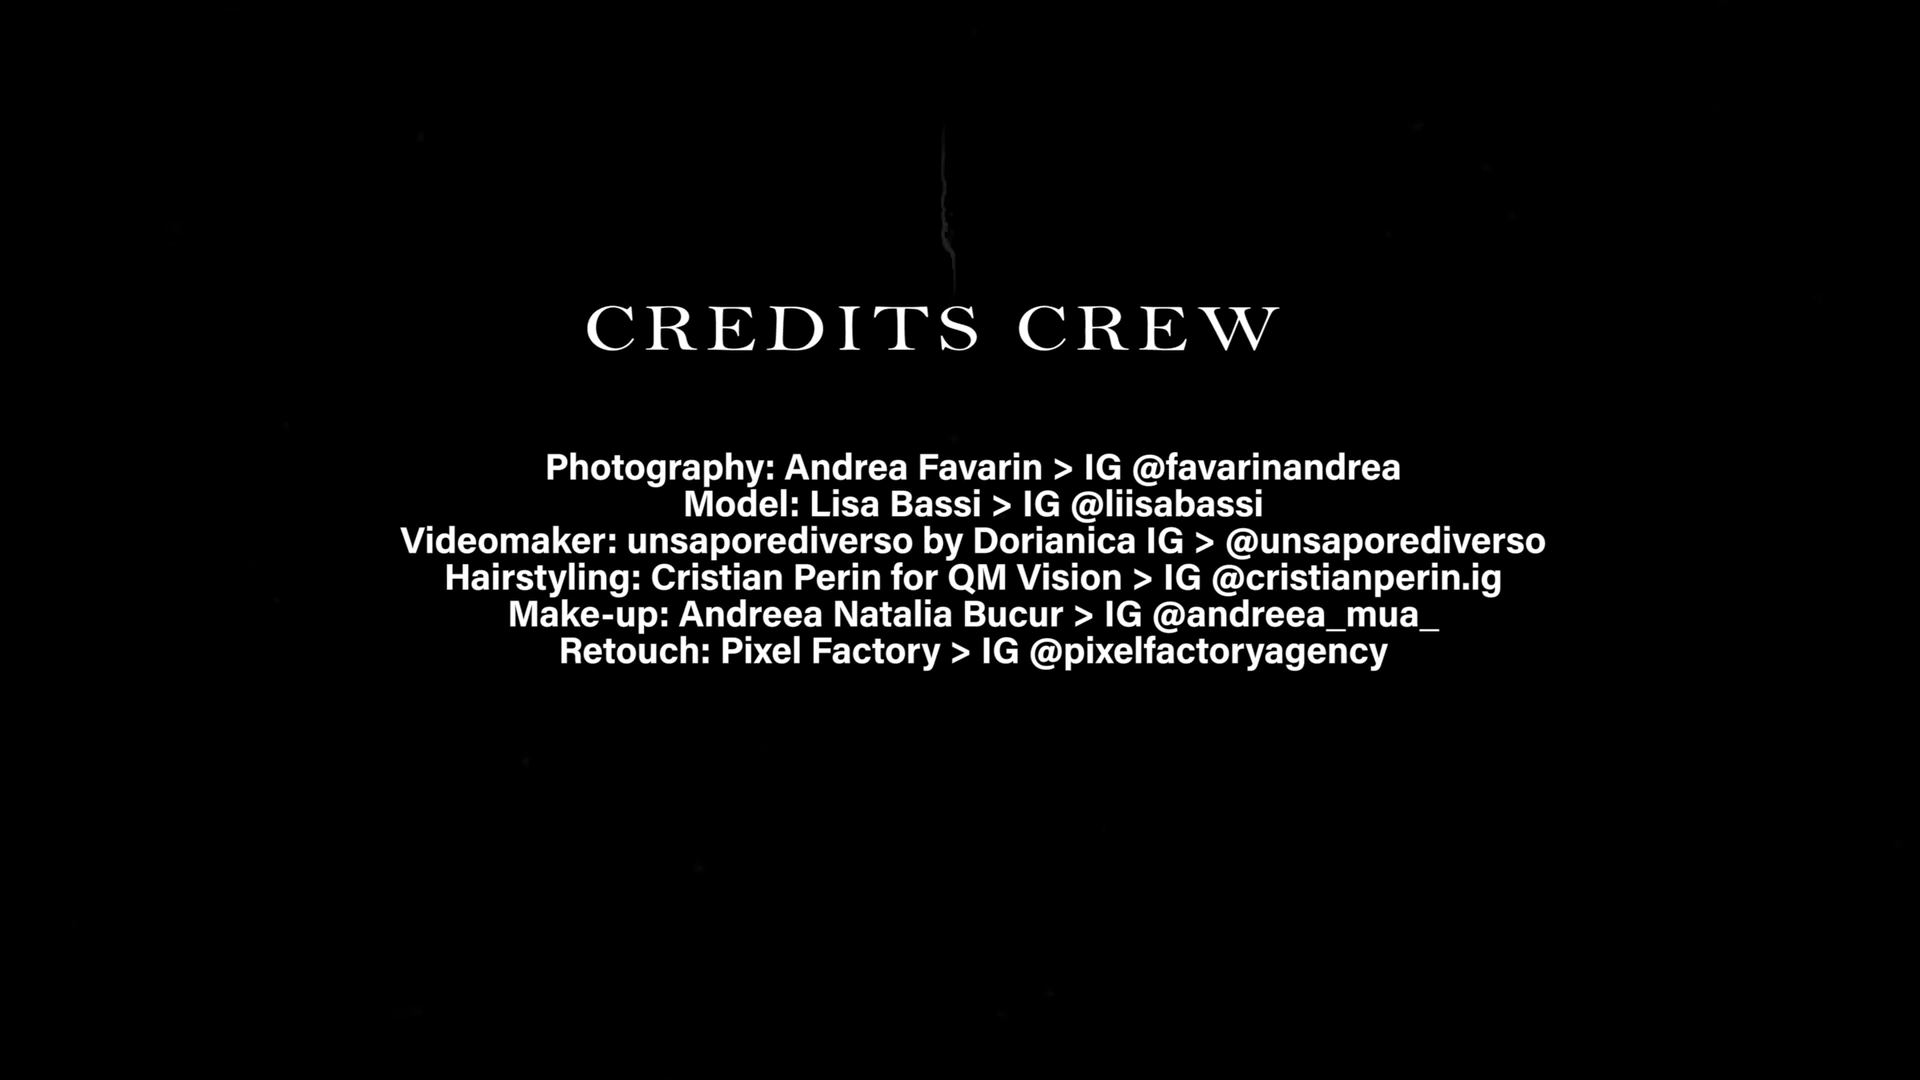 CREDITS CREW
Photography: Andrea Favarin > IG @favarinandrea
Model: Lisa Bassi > IG @liisabassi
Videomaker: unsaporediverso by Dorianica IG > @unsaporediverso
Hairstyling: Cristian Perin for QM Vision > IG @cristianperin.ig
Make-up: Andreea Natalia Bucur > IG @andreea_mua_
Retouch: Pixel Factory > IG @pixelfactoryagency